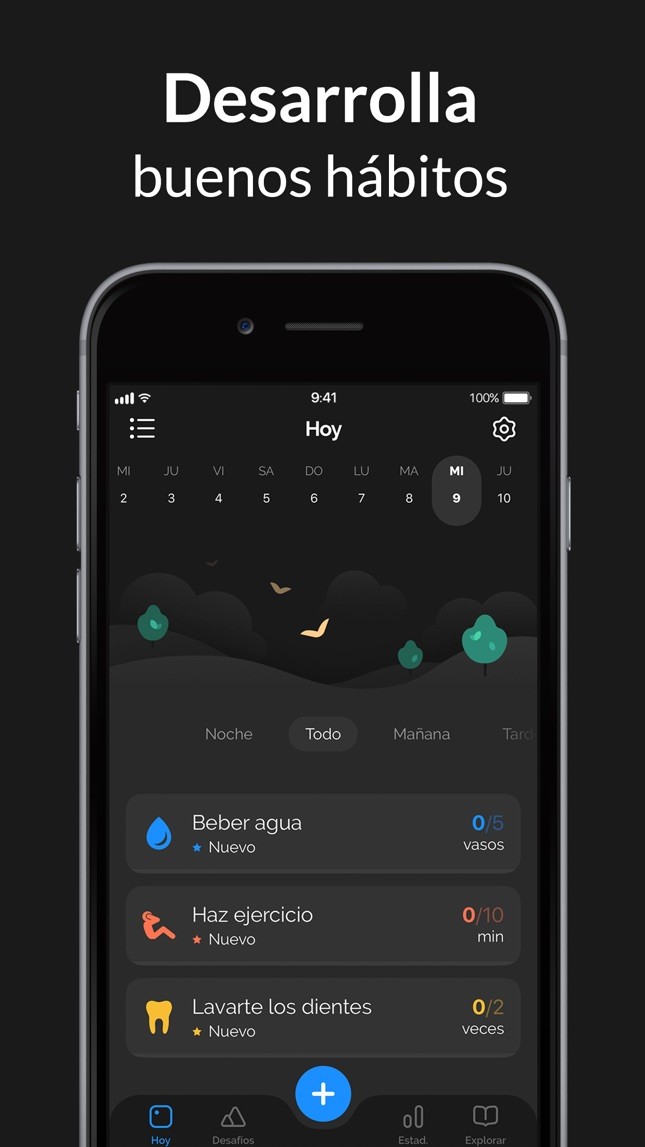 Desarrolla
buenos hábitos
9:41
100%
Hoy
MI JU VI SA DO LU MA MI JU
2 3 4 5 6 7 8 9 10
Noche Todo Mañana Tard
Beber agua 0/5
Nuevo vasos
Haz ejercicio 0/10
Nuevo min
Lavarte los dientes 0/2
Nuevo veces
Hoy Desafíos Estad. Explorar